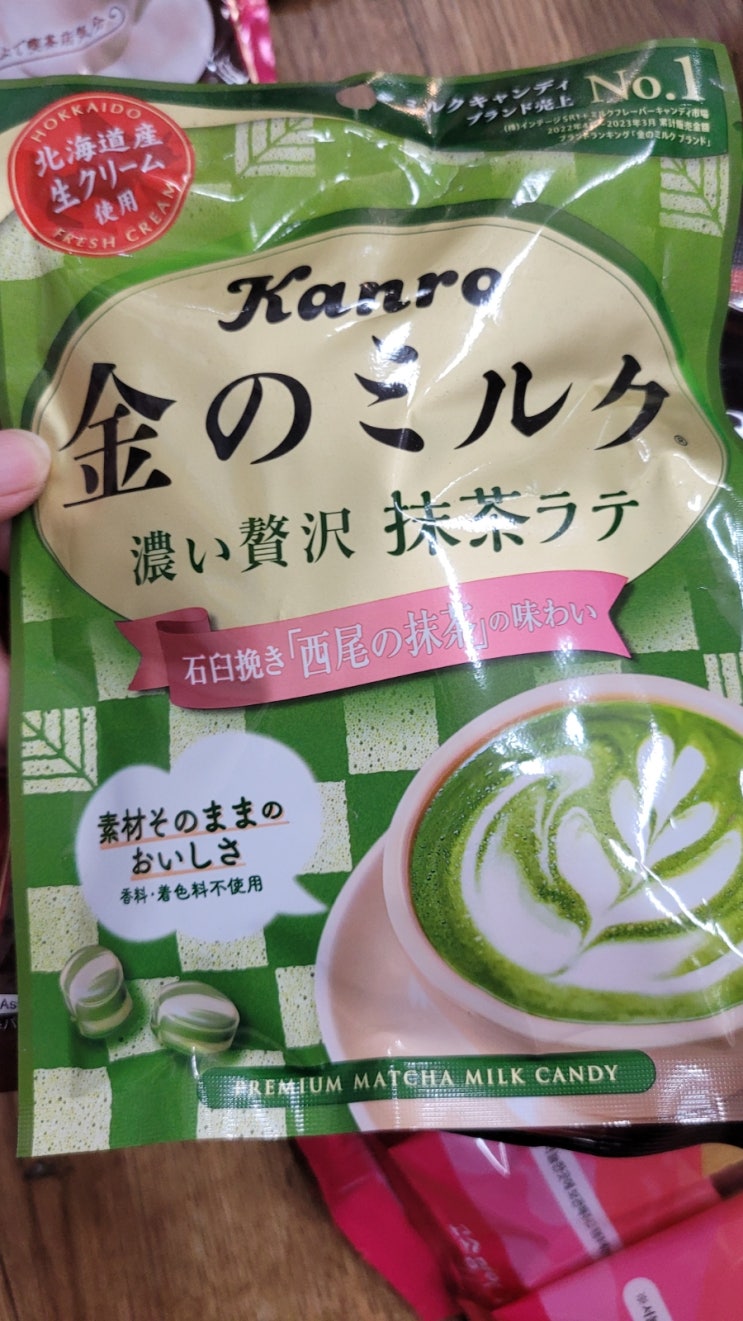 HOKKAIDO
北海道産
生クリーム
使用
FRESH CREAM
ミルクキャンディ
ブランド売上
No.1
Kanro
金のミルク®
濃い贅沢 抹茶ラテ
石臼挽き「西尾の抹茶」の味わい
素材そのままの
おいしさ
香料・着色料不使用
PREMIUM MATCHA MILK CANDY